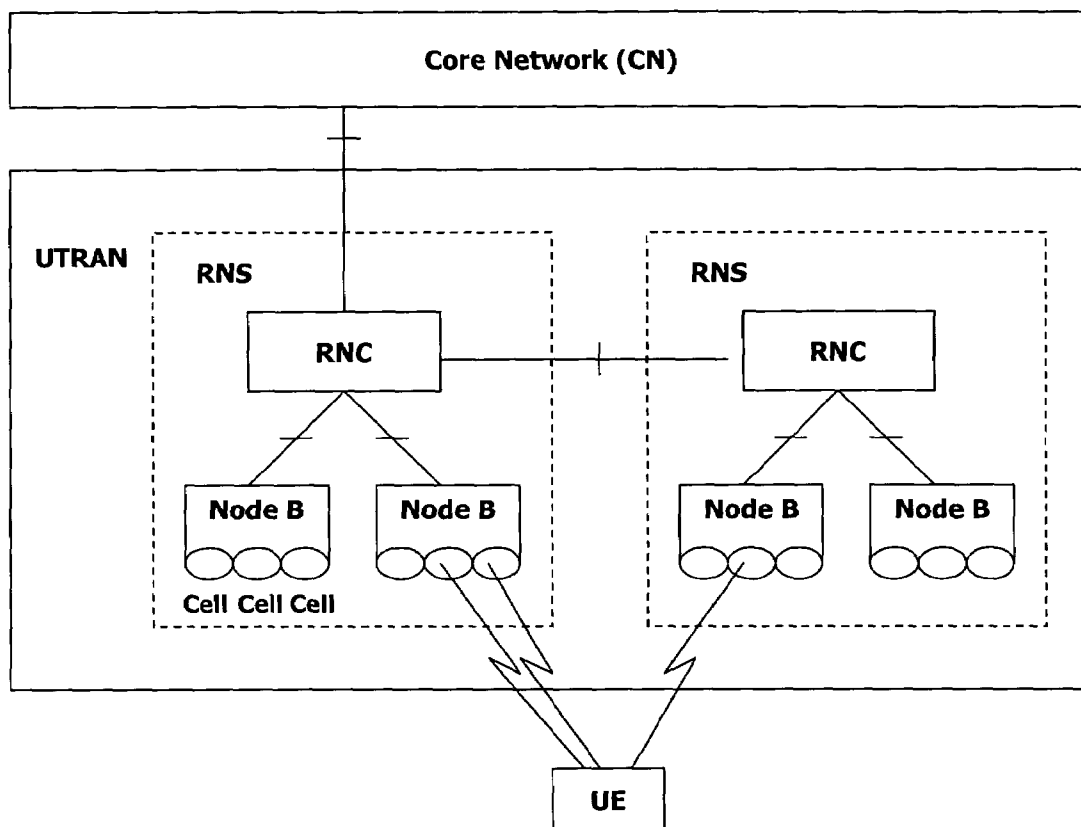 Core Network (CN)
UTRAN
RNS
RNS
RNC
RNC
Node B
Node B
Node B
Node B
Cell Cell Cell
UE